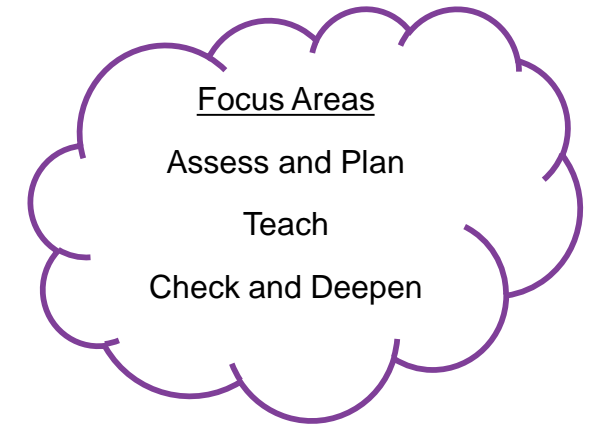 Focus Areas
Assess and Plan
Teach
Check and Deepen